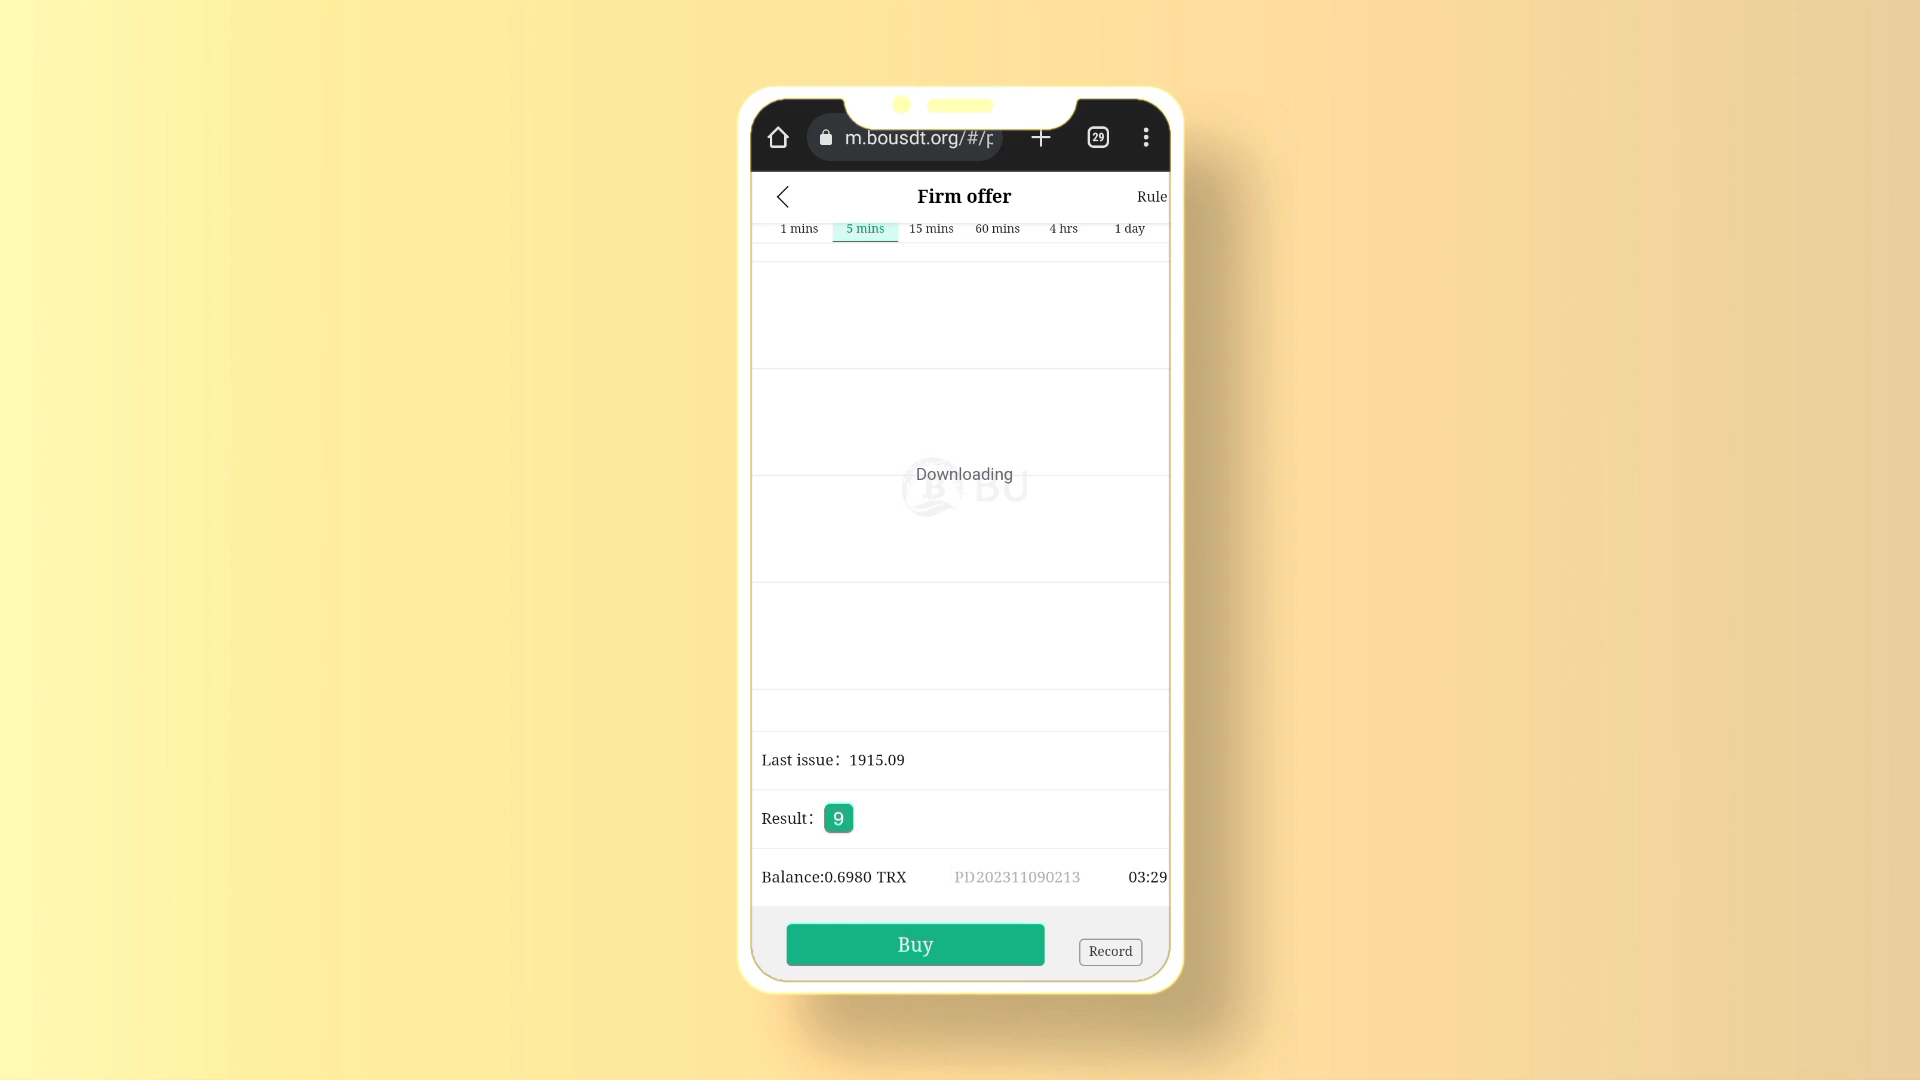 m.bousdt.org/#/p
29
Firm offer
Rule
1 mins 5 mins 15 mins 60 mins 4 hrs 1 day
Downloading
BU
Last issue：1915.09
Result： 9
Balance:0.6980 TRX PD202311090213 03:29
Buy
Record